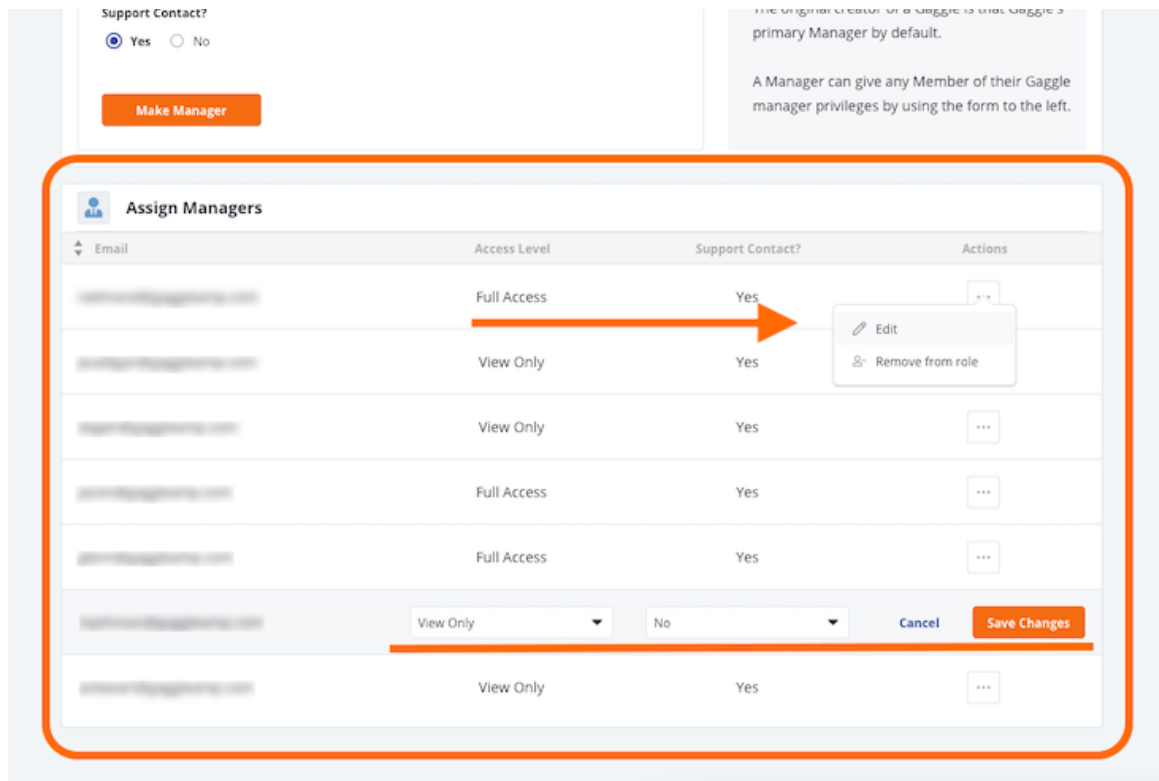 Support Contact?
Yes No
Make Manager
The original creator of a Gaggle is that Gaggle's
primary Manager by default.
A Manager can give any Member of their Gaggle
manager privileges by using the form to the left.
Assign Managers
Email Access Level Support Contact? Actions
Full Access Yes ...
Edit
Remove from role
View Only Yes
View Only Yes ...
Full Access Yes ...
Full Access Yes ...
View Only No Cancel Save Changes
View Only Yes ...